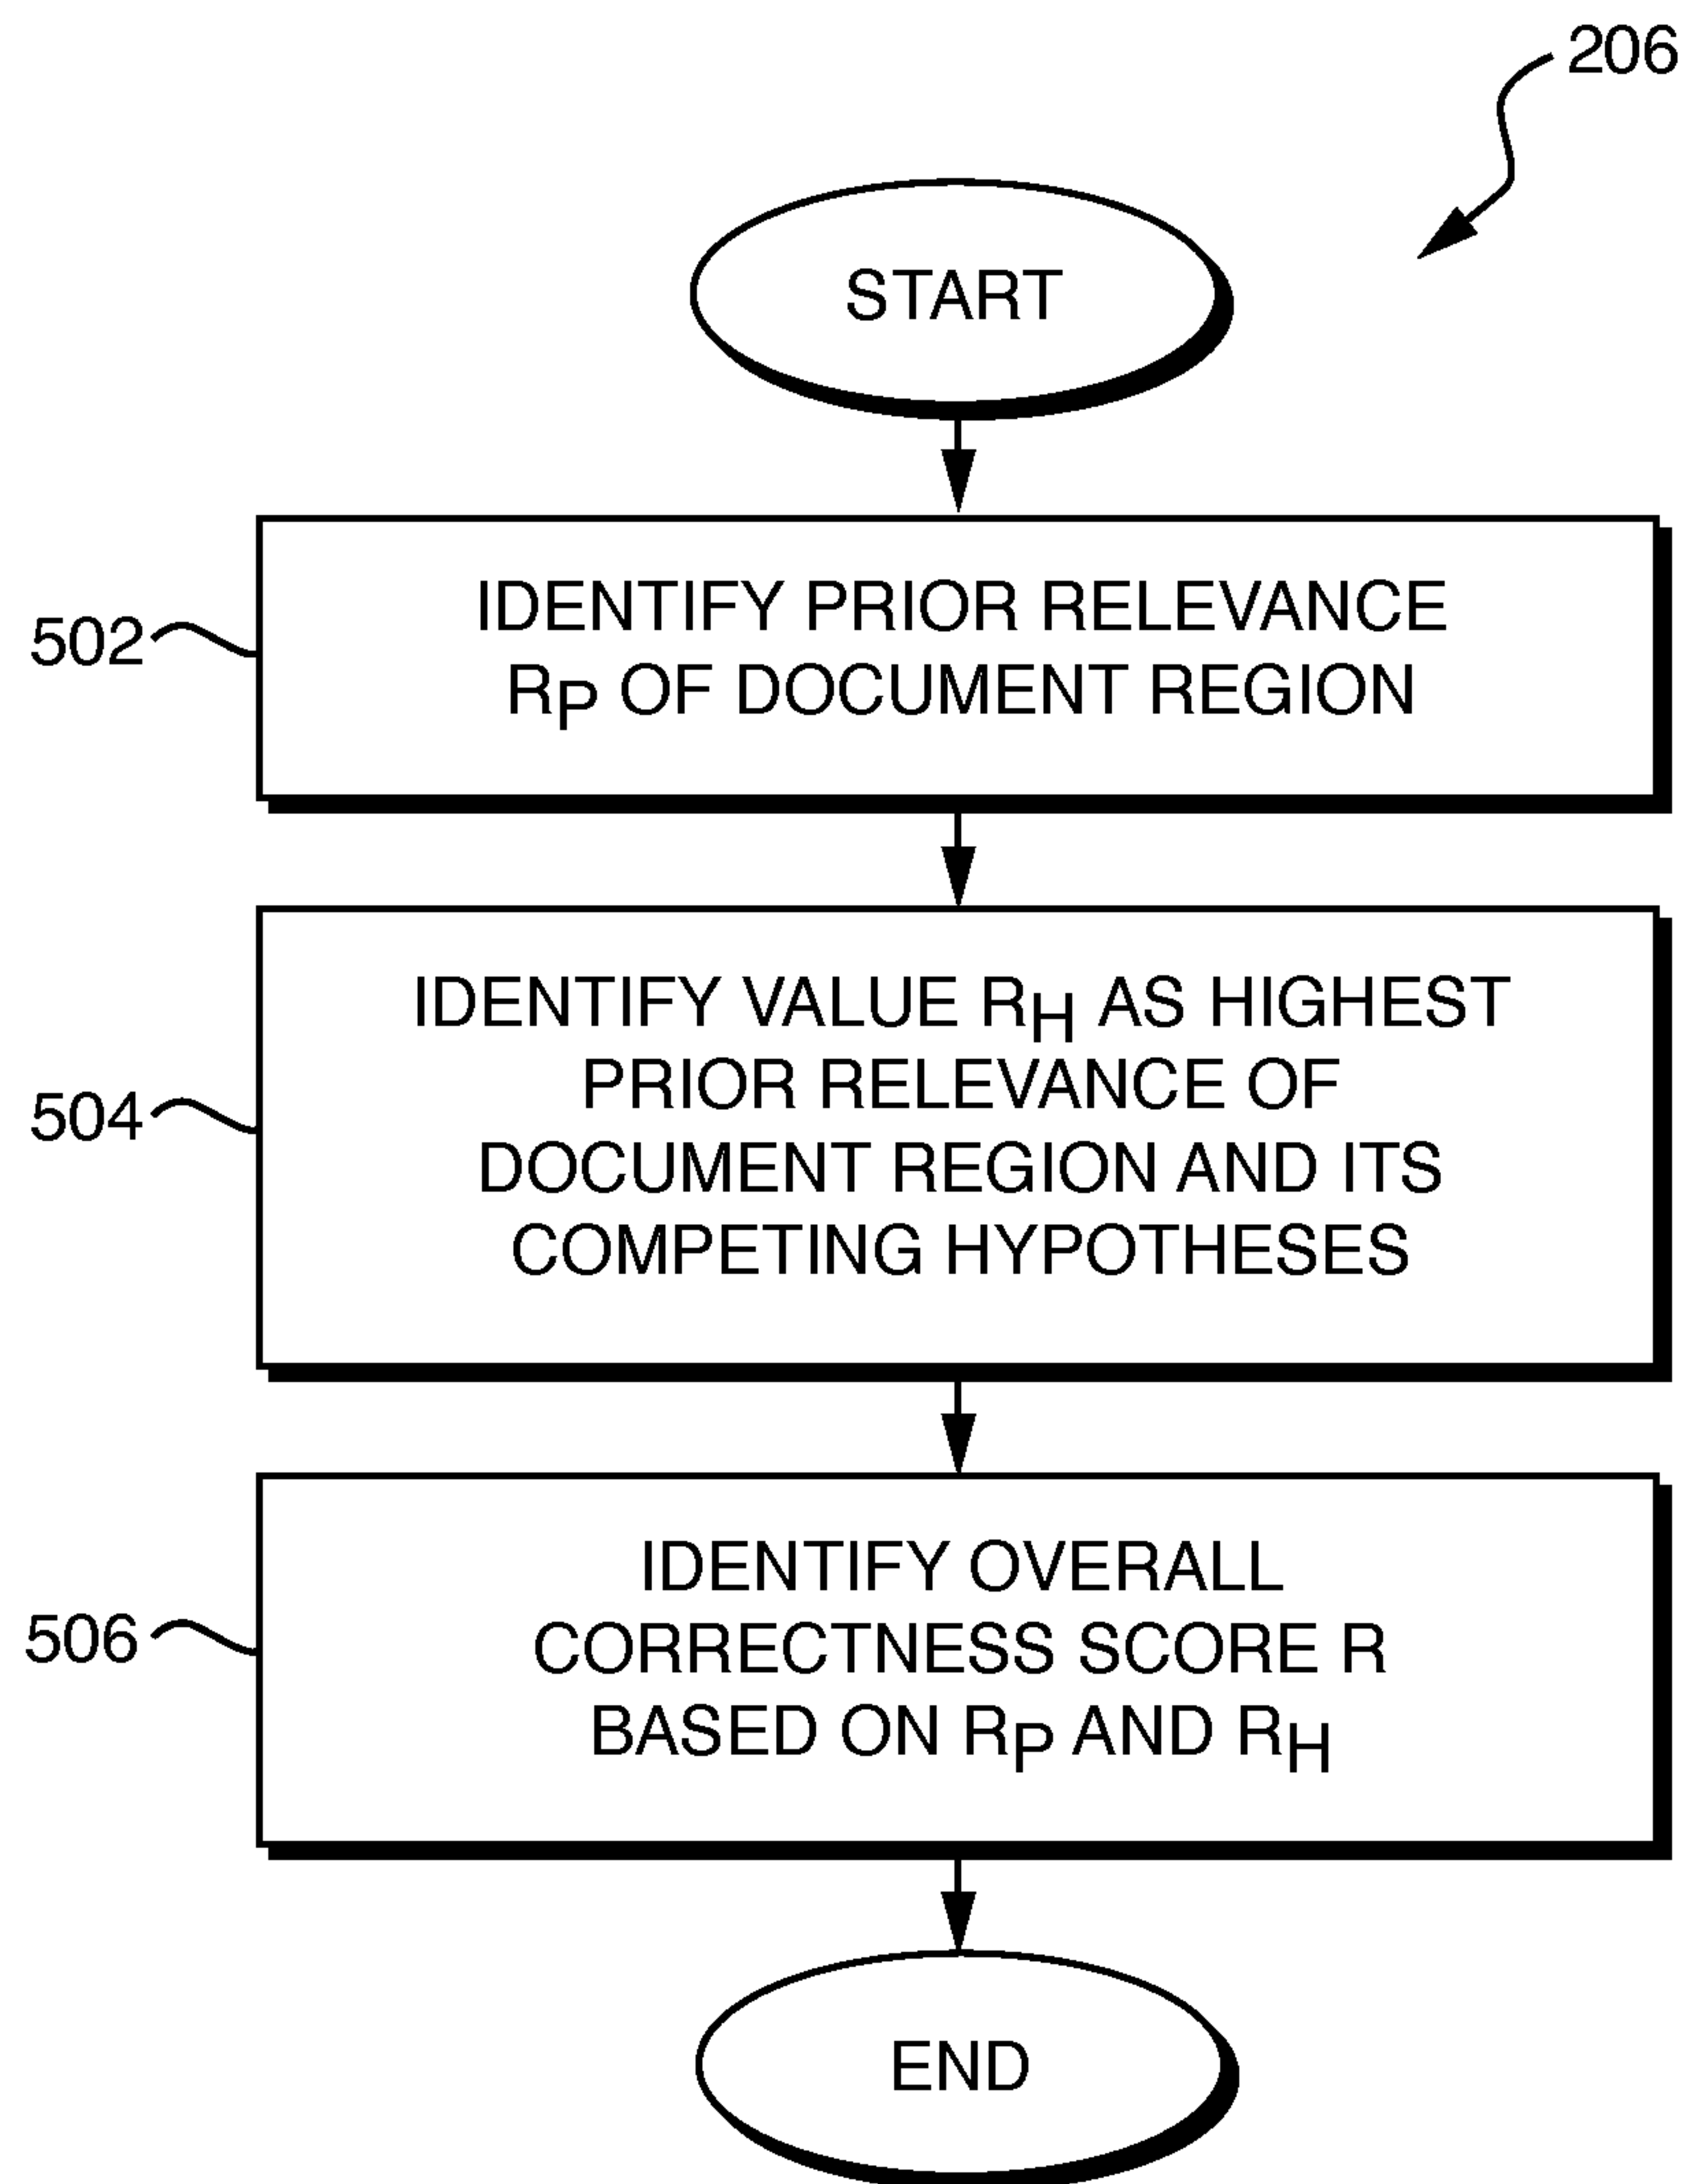 206
START
502
IDENTIFY PRIOR RELEVANCE
RP OF DOCUMENT REGION
504
IDENTIFY VALUE RH AS HIGHEST
PRIOR RELEVANCE OF
DOCUMENT REGION AND ITS
COMPETING HYPOTHESES
506
IDENTIFY OVERALL
CORRECTNESS SCORE R
BASED ON RP AND RH
END